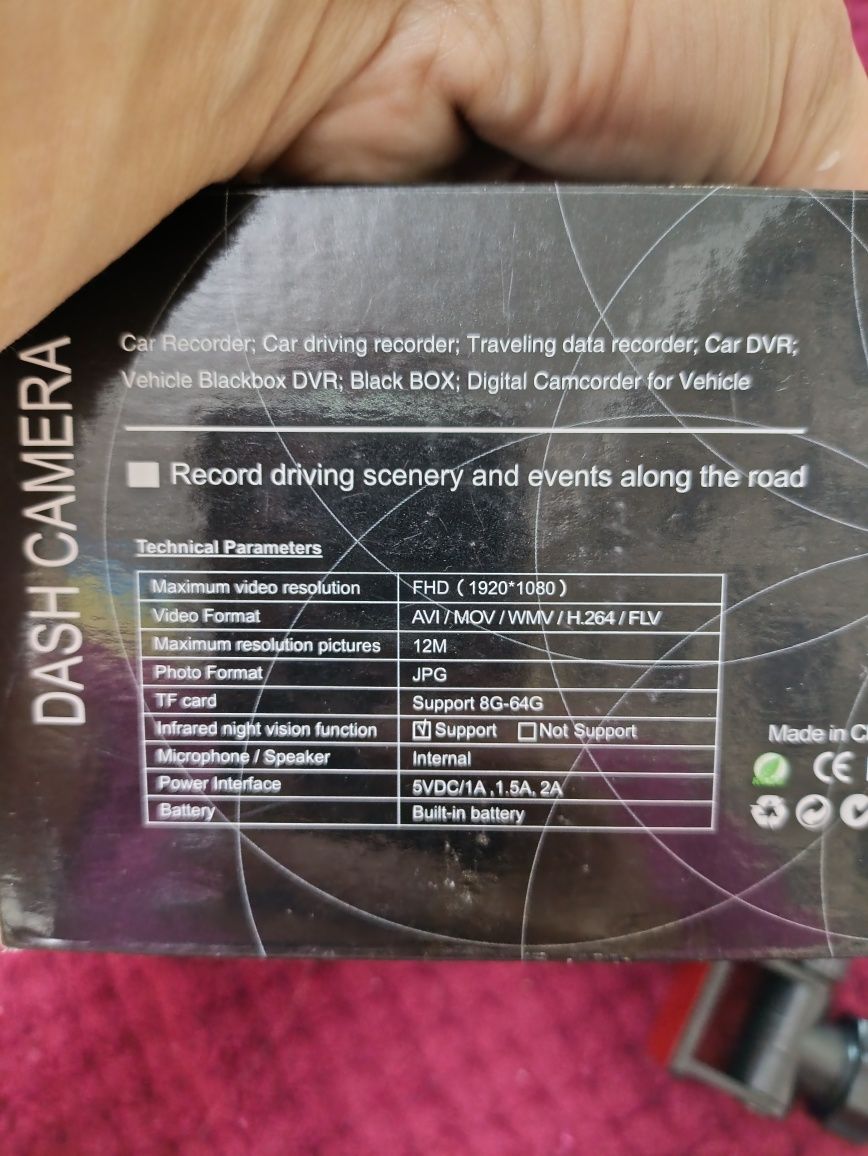 DASH CAMERA
Car Recorder; Car driving recorder; Traveling data recorder; Car DVR;
Vehicle Blackbox DVR; Black BOX; Digital Camcorder for Vehicle
Record driving scenery and events along the road
Technical Parameters
Maximum video resolution FHD ( 1920*1080 )
Video Format AVI / MOV / WMV / H.264 / FLV
Maximum resolution pictures 12M
Photo Format JPG
TF card Support 8G-64G
Infrared night vision function ☑ Support ☐ Not Support
Microphone / Speaker Internal
Power Interface 5VDC/1A ,1.5A, 2A
Battery Built-in battery
Made in
CE